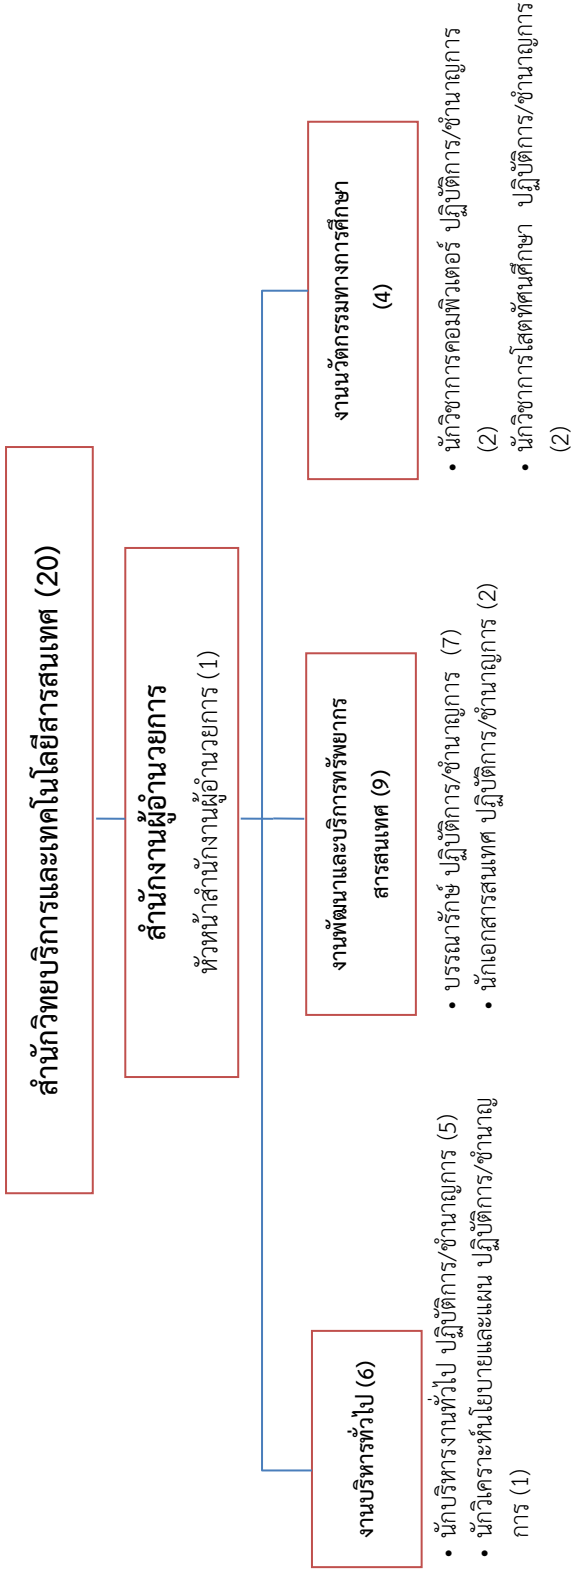 สำนักวิทยบริการและเทคโนโลยีสารสนเทศ (20)
สำนักงานผู้อำนวยการ
หัวหน้าสำนักงานผู้อำนวยการ (1)
งานบริหารทั่วไป (6)
• นักบริหารงานทั่วไป ปฏิบัติการ/ชำนาญการ (5)
• นักวิเคราะห์นโยบายและแผน ปฏิบัติการ/ชำนาญ
การ (1)
งานพัฒนาและบริการทรัพยากร
สารสนเทศ (9)
• บรรณารักษ์ ปฏิบัติการ/ชำนาญการ (7)
• นักเอกสารสนเทศ ปฏิบัติการ/ชำนาญการ (2)
งานนวัตกรรมทางการศึกษา
(4)
• นักวิชาการคอมพิวเตอร์ ปฏิบัติการ/ชำนาญการ
(2)
• นักวิชาการโสตทัศนศึกษา ปฏิบัติการ/ชำนาญการ
(2)